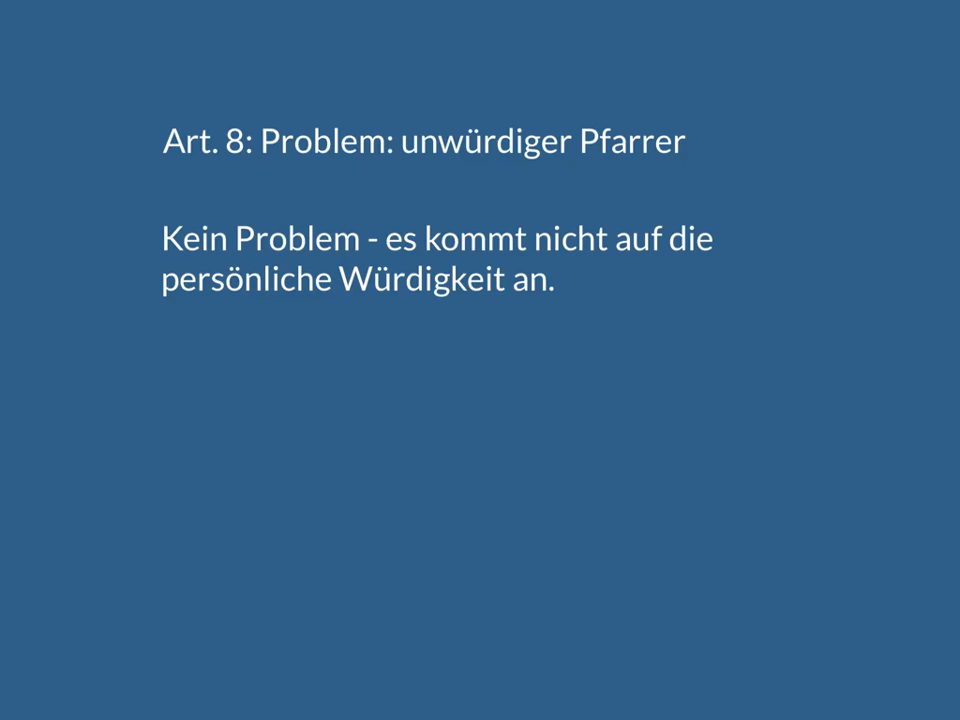 Art. 8: Problem: unwürdiger Pfarrer
Kein Problem - es kommt nicht auf die
persönliche Würdigkeit an.